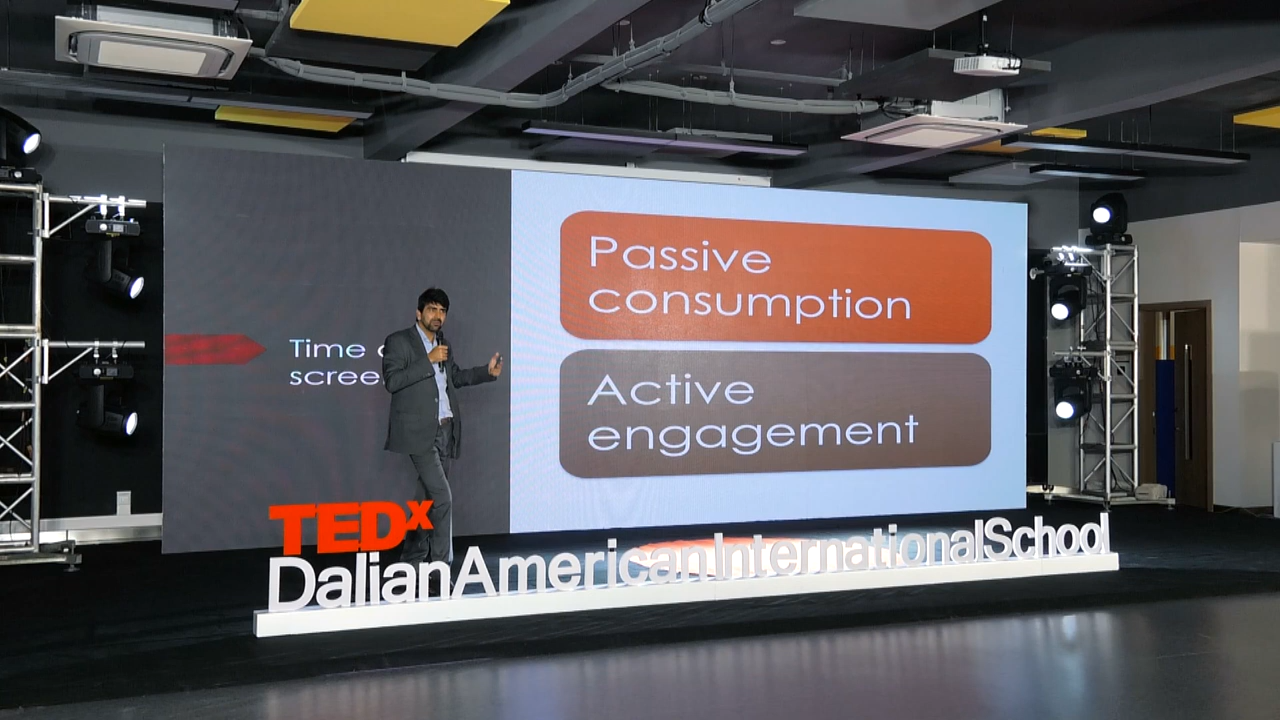 Time
scree
Passive
consumption
Active
engagement
TEDx
DalianAmericanInternationalSchool